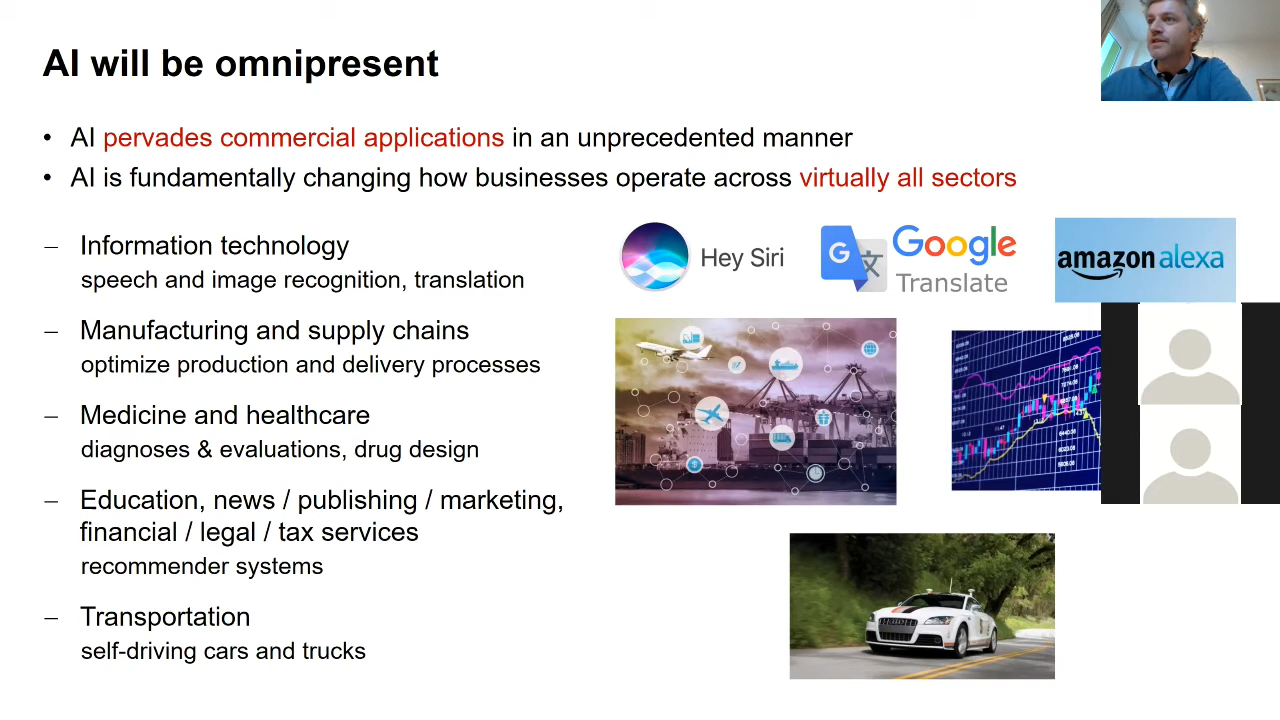 AI will be omnipresent
• AI pervades commercial applications in an unprecedented manner
• AI is fundamentally changing how businesses operate across virtually all sectors
– Information technology
speech and image recognition, translation
– Manufacturing and supply chains
optimize production and delivery processes
– Medicine and healthcare
diagnoses & evaluations, drug design
– Education, news / publishing / marketing,
financial / legal / tax services
recommender systems
– Transportation
self-driving cars and trucks
Hey Siri
G 文 Google
Translate
amazon alexa